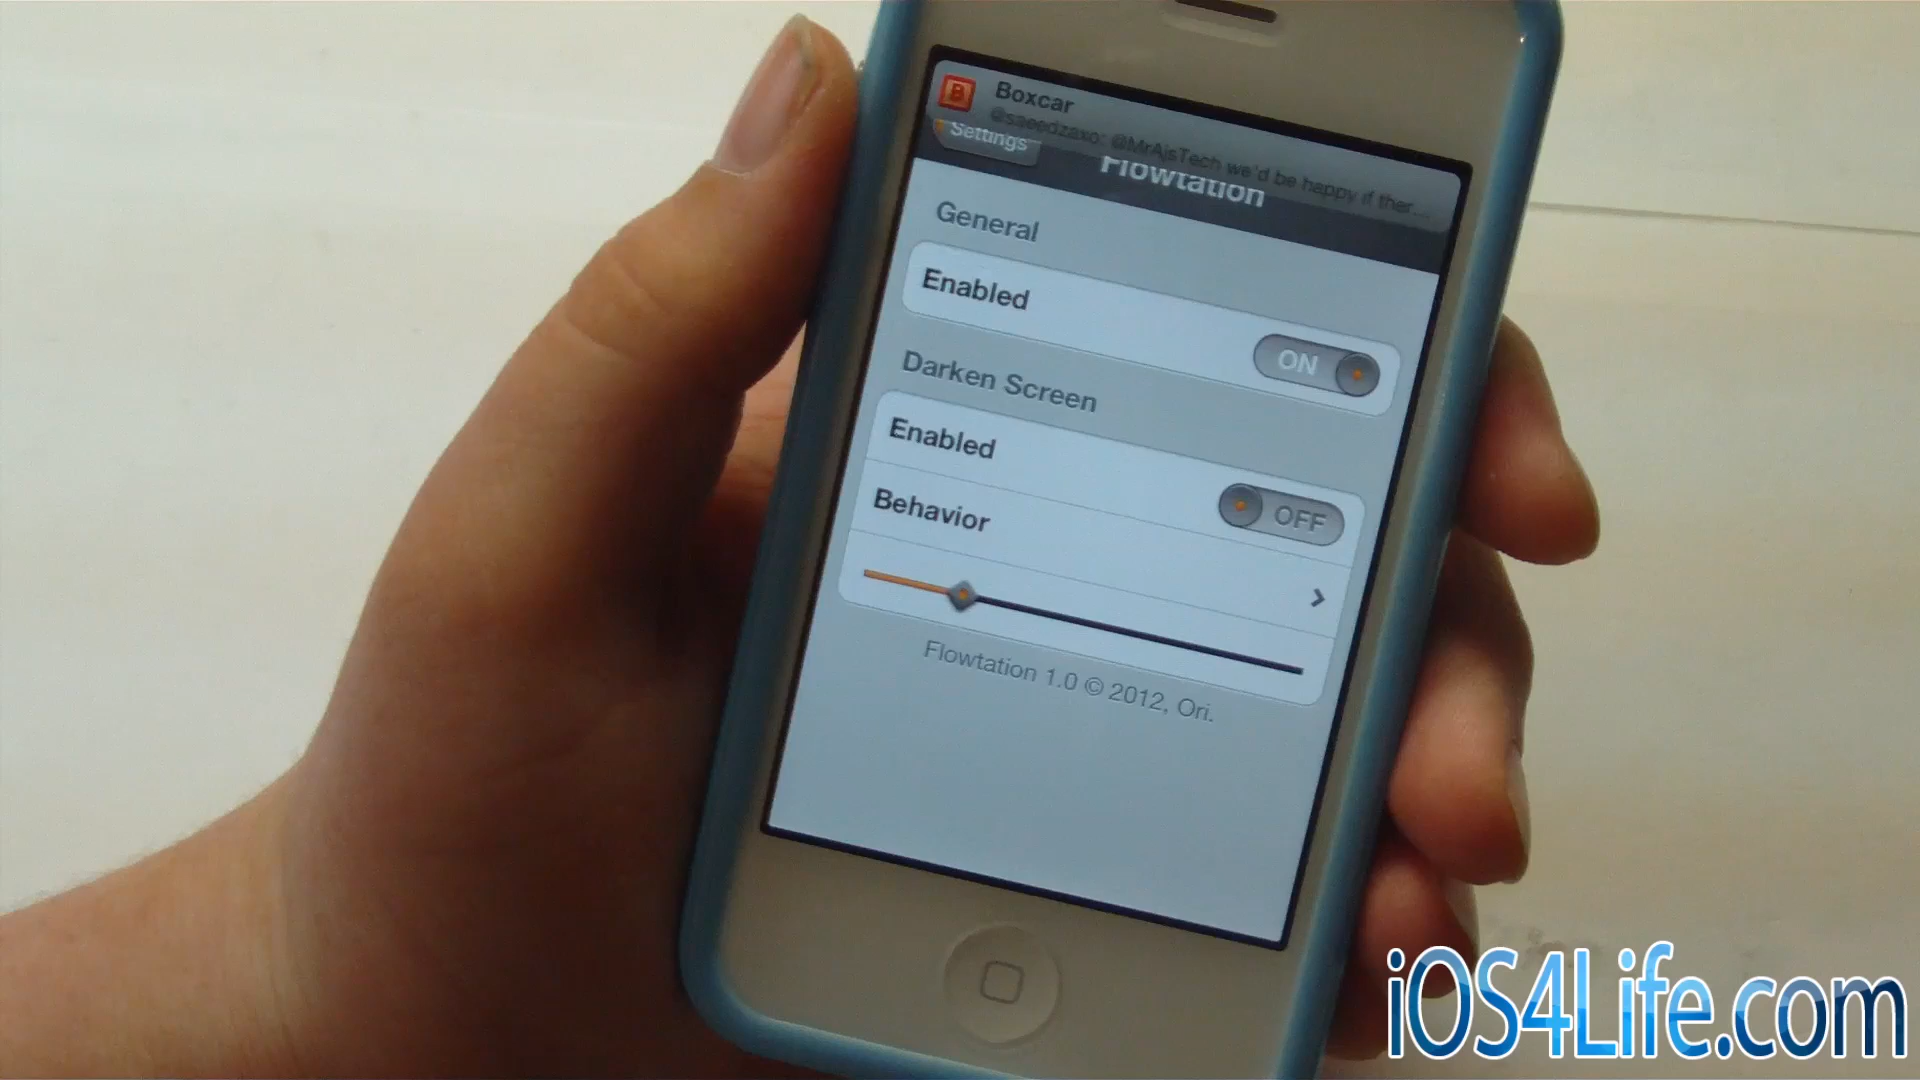 B
Boxcar
@saeedzaxo: @MrAjsTech we'd be happy if ther...
Settings
Flowtation
General
Enabled
ON
Darken Screen
Enabled
OFF
Behavior
Flowtation 1.0 © 2012, Ori.
iOS4Life.com